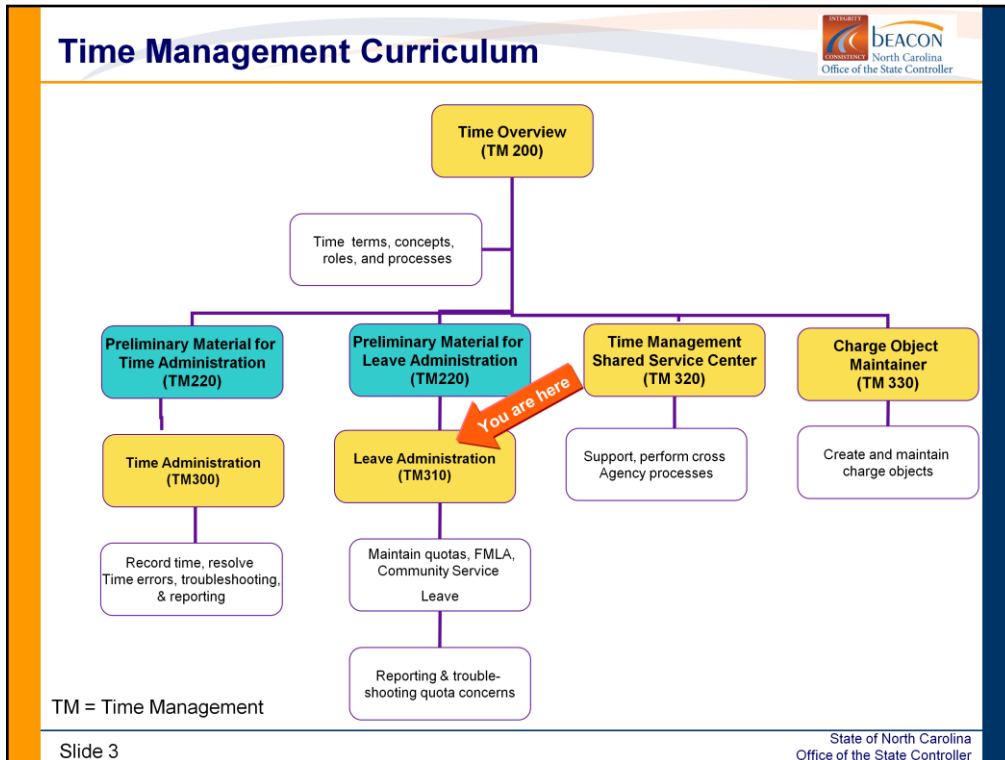 Time Management Curriculum
INTEGRITY
CONSISTENCY
bEACON
North Carolina
Office of the State Controller
Time Overview
(TM 200)
Time terms, concepts,
roles, and processes
Preliminary Material for
Time Administration
(TM220)
Preliminary Material for
Leave Administration
(TM220)
Time Management
Shared Service Center
(TM 320)
Charge Object
Maintainer
(TM 330)
You are here
Time Administration
(TM300)
Leave Administration
(TM310)
Support, perform cross
Agency processes
Create and maintain
charge objects
Record time, resolve
Time errors, troubleshooting,
& reporting
Maintain quotas, FMLA,
Community Service
Leave
Reporting & trouble-
shooting quota concerns
TM = Time Management
Slide 3
State of North Carolina
Office of the State Controller